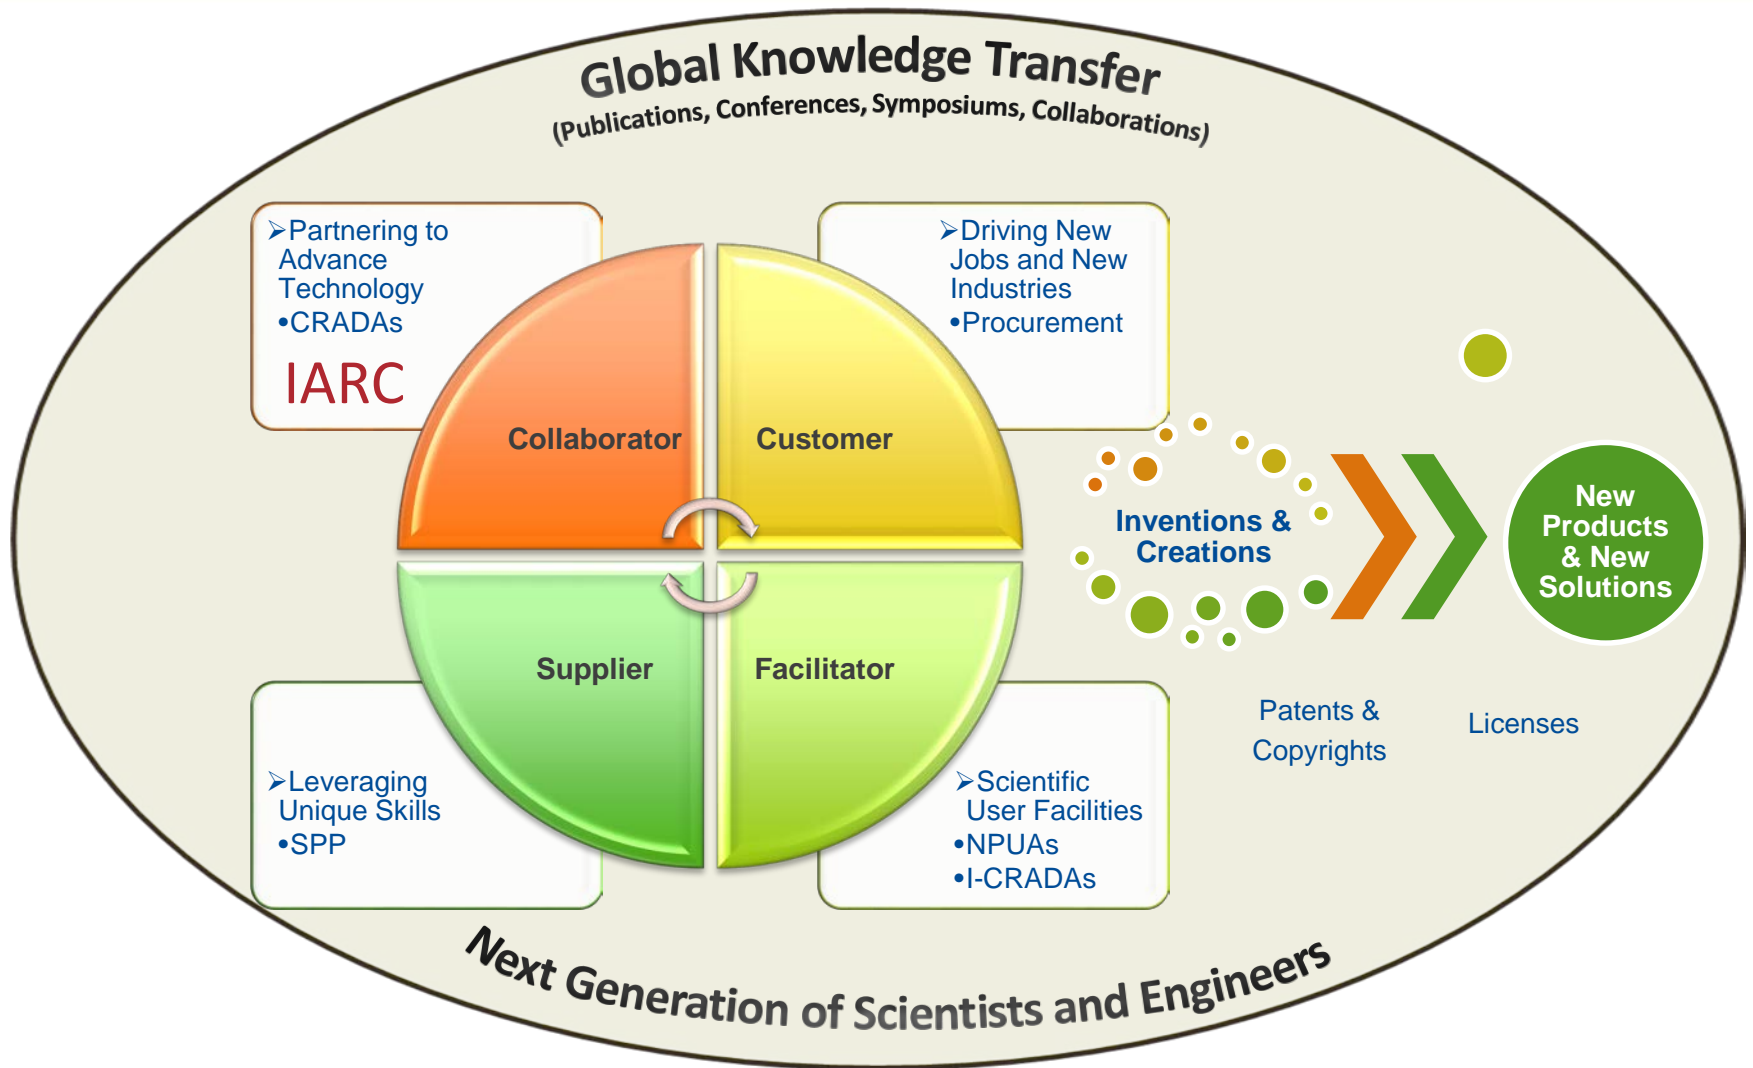 Global Knowledge Transfer
(Publications, Conferences, Symposiums, Collaborations)
➢Partnering to
Advance
Technology
•CRADAs
IARC
➢Driving New
Jobs and New
Industries
•Procurement
Collaborator
Customer
Supplier
Facilitator
Inventions &
Creations
New
Products
& New
Solutions
Patents &
Copyrights
Licenses
➢Leveraging
Unique Skills
•SPP
➢Scientific
User Facilities
•NPUAs
•I-CRADAs
Next Generation of Scientists and Engineers